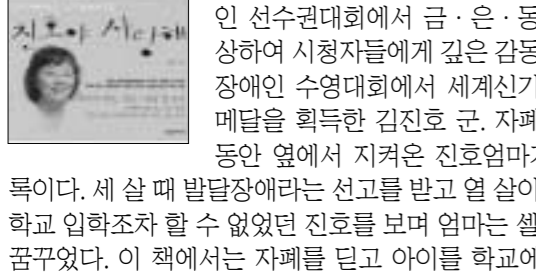 진호야 사랑해
인 선수권대회에서 금·은·동
상하여 시청자들에게 깊은 감동
장애인 수영대회에서 세계신기
메달을 획득한 김진호 군. 자폐
동안 옆에서 지켜온 진호엄마가
록이다. 세 살 때 발달장애라는 선고를 받고 열 살이
학교 입학조차 할 수 없었던 진호를 보며 엄마는 셀
꿈꾸었다. 이 책에서는 자폐를 딛고 아이를 학교에